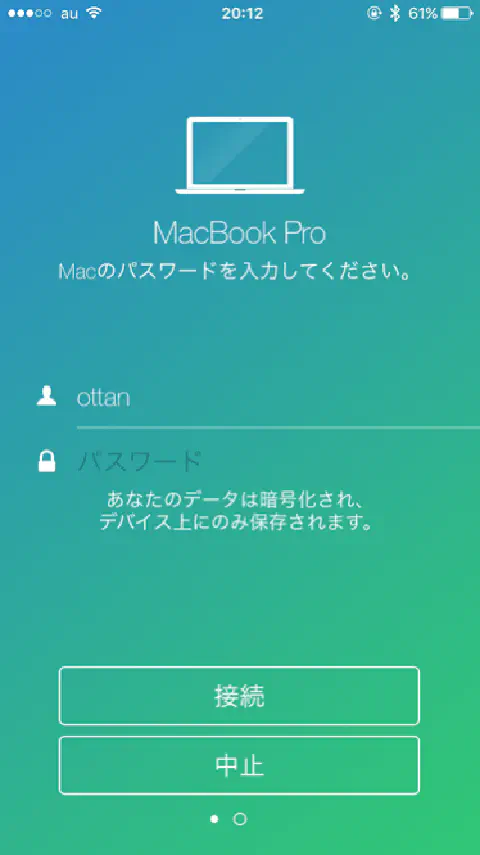 au 20:12 61%
MacBook Pro
Macのパスワードを入力してください。
ottan
パスワード
あなたのデータは暗号化され、
デバイス上にのみ保存されます。
接続
中止